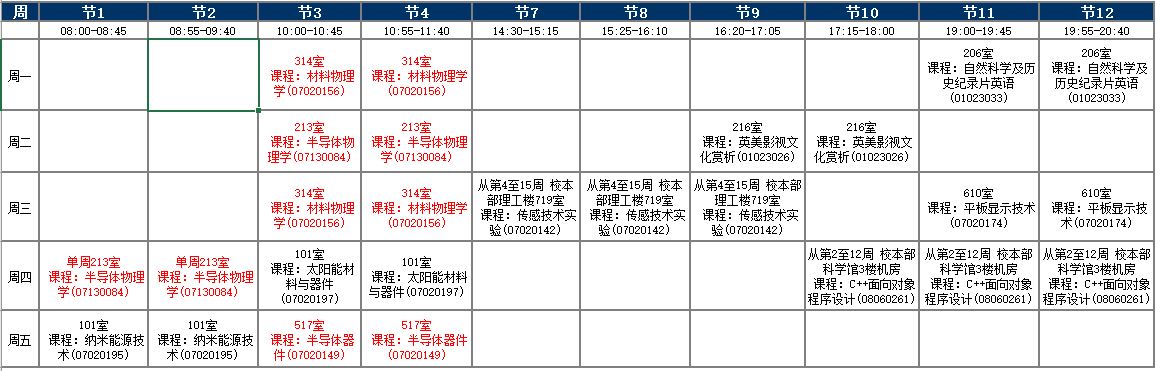 周 节1 节2 节3 节4 节7 节8 节9 节10 节11 节12
08:00-08:45 08:55-09:40 10:00-10:45 10:55-11:40 14:30-15:15 15:25-16:10 16:20-17:05 17:15-18:00 19:00-19:45 19:55-20:40
周一
314室
课程：材料物理
学(07020156)
314室
课程：材料物理学
(07020156)
206室
课程：自然科学及历
史纪录片英语
(01023033)
206室
课程：自然科学及
历史纪录片英语
(01023033)
周二
213室
课程：半导体物
理学(07130084)
213室
课程：半导体物理
学(07130084)
216室
课程：英美影视文
化赏析(01023026)
216室
课程：英美影视文
化赏析(01023026)
周三
314室
课程：材料物理
学(07020156)
314室
课程：材料物理学
(07020156)
从第4至15周 校本
部理工楼719室
课程：传感技术实
验(07020142)
从第4至15周 校本
部理工楼719室
课程：传感技术实
验(07020142)
从第4至15周 校本部
理工楼719室
课程：传感技术实
验(07020142)
610室
课程：平板显示技术
(07020174)
610室
课程：平板显示技
术(07020174)
周四
单周213室
课程：半导体物理
学(07130084)
单周213室
课程：半导体物理
学(07130084)
101室
课程：太阳能材
料与器件
(07020197)
101室
课程：太阳能材料
与器件(07020197)
从第2至12周 校本部
科学馆3楼机房
课程：C++面向对象
程序设计(08060261)
从第2至12周 校本部
科学馆3楼机房
课程：C++面向对象
程序设计(08060261)
从第2至12周 校本部
科学馆3楼机房
课程：C++面向对象
程序设计(08060261)
周五
101室
课程：纳米能源技
术(07020195)
101室
课程：纳米能源技
术(07020195)
517室
课程：半导体器
件(07020149)
517室
课程：半导体器件
(07020149)